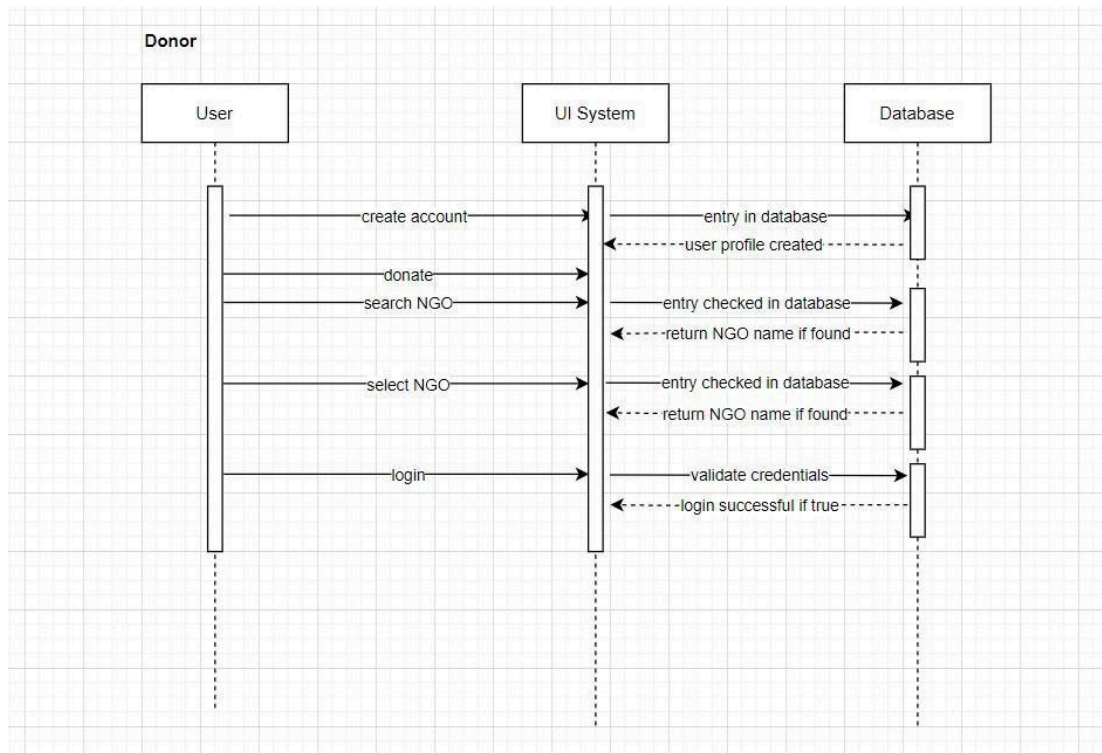 Donor
User
UI System
Database
create account
entry in database
user profile created
donate
search NGO
entry checked in database
return NGO name if found
select NGO
entry checked in database
return NGO name if found
login
validate credentials
login successful if true